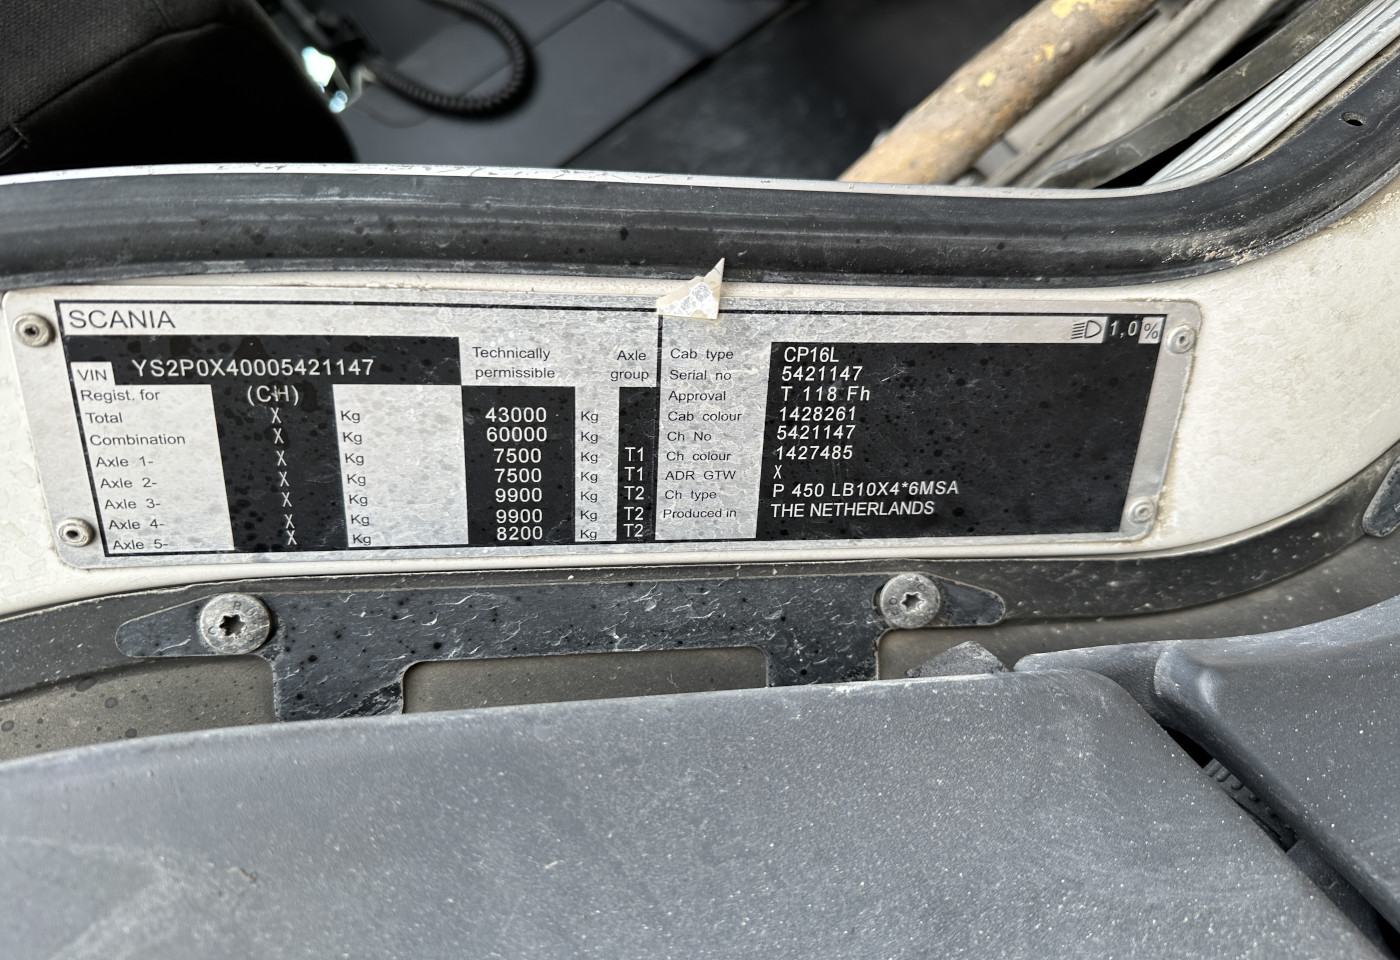 SCANIA
VIN YS2P0X40005421147
Technically permissible Axle group
Regist. for (CH)
Total X Kg 43000 Kg
Combination X Kg 60000 Kg
Axle 1- X Kg 7500 Kg T1
Axle 2- X Kg 7500 Kg T1
Axle 3- X Kg 9900 Kg T2
Axle 4- X Kg 9900 Kg T2
Axle 5- X Kg 8200 Kg T2
1,0 %
Cab type CP16L
Serial no 5421147
Approval T 118 Fh
Cab colour 1428261
Ch No 5421147
Ch colour 1427485
ADR GTW X
Ch type P 450 LB10X4*6MSA
Produced in THE NETHERLANDS